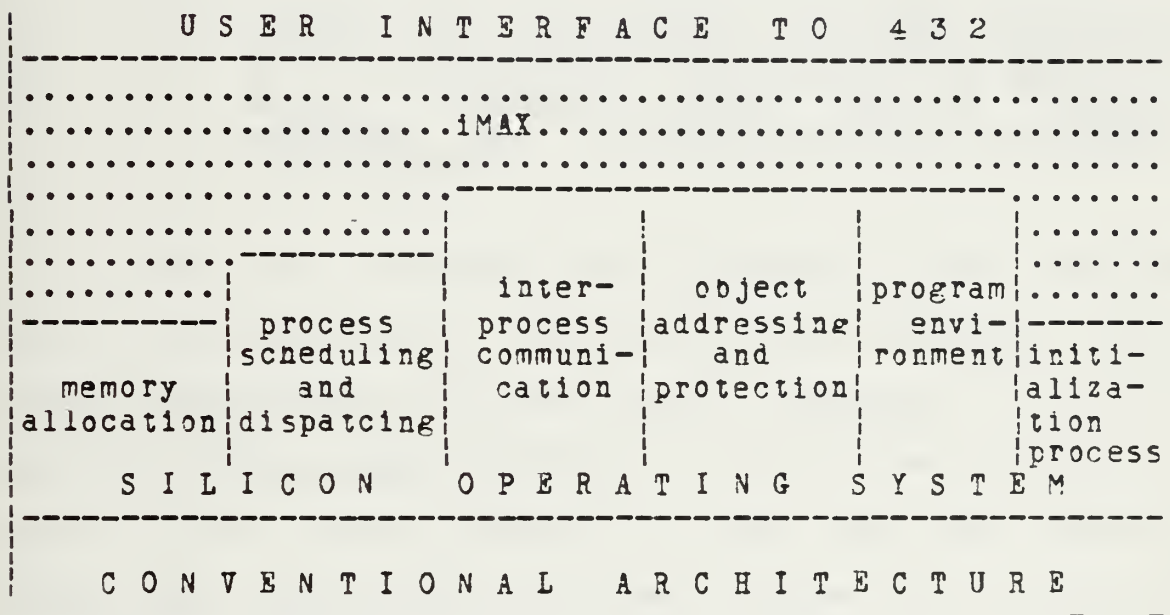 USER INTERFACE TO 432
iMAX
inter- object program
process process addressing envi-
scheduling communi- and ronment initi-
memory and cation protection aliza-
allocation dispatcing tion
process
SILICON OPERATING SYSTEM
CONVENTIONAL ARCHITECTURE